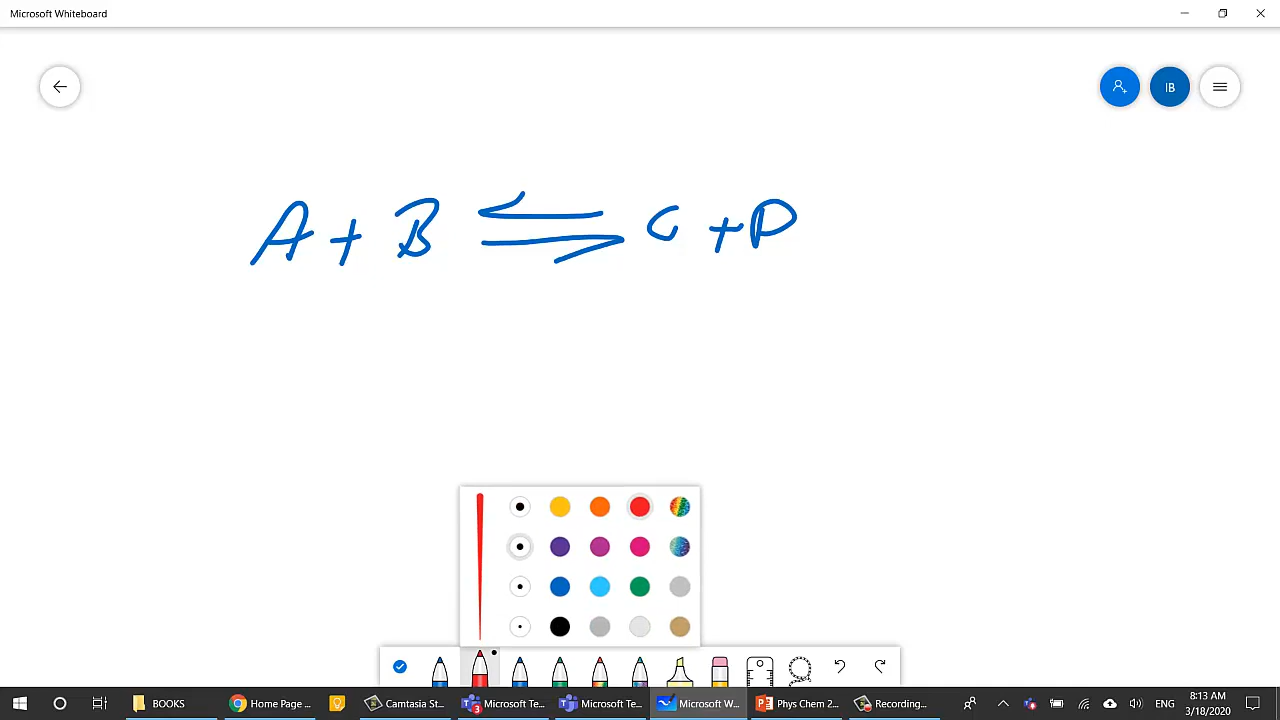 Microsoft Whiteboard
IB
A + B ⇌ C + D
3
BOOKS
Home Page ...
Camtasia St...
Microsoft Te...
Microsoft Te...
Microsoft W...
Phys Chem 2...
Recording...
ENG
8:13 AM
3/18/2020